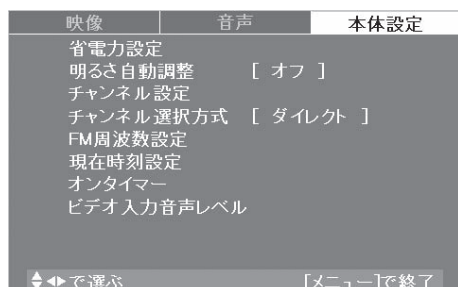 映像 音声 本体設定
省電力設定
明るさ自動調整 [ オフ ]
チャンネル設定
チャンネル選択方式 [ ダイレクト ]
FM周波数設定
現在時刻設定
オンタイマー
ビデオ入力音声レベル
で選ぶ [メニュー]で終了